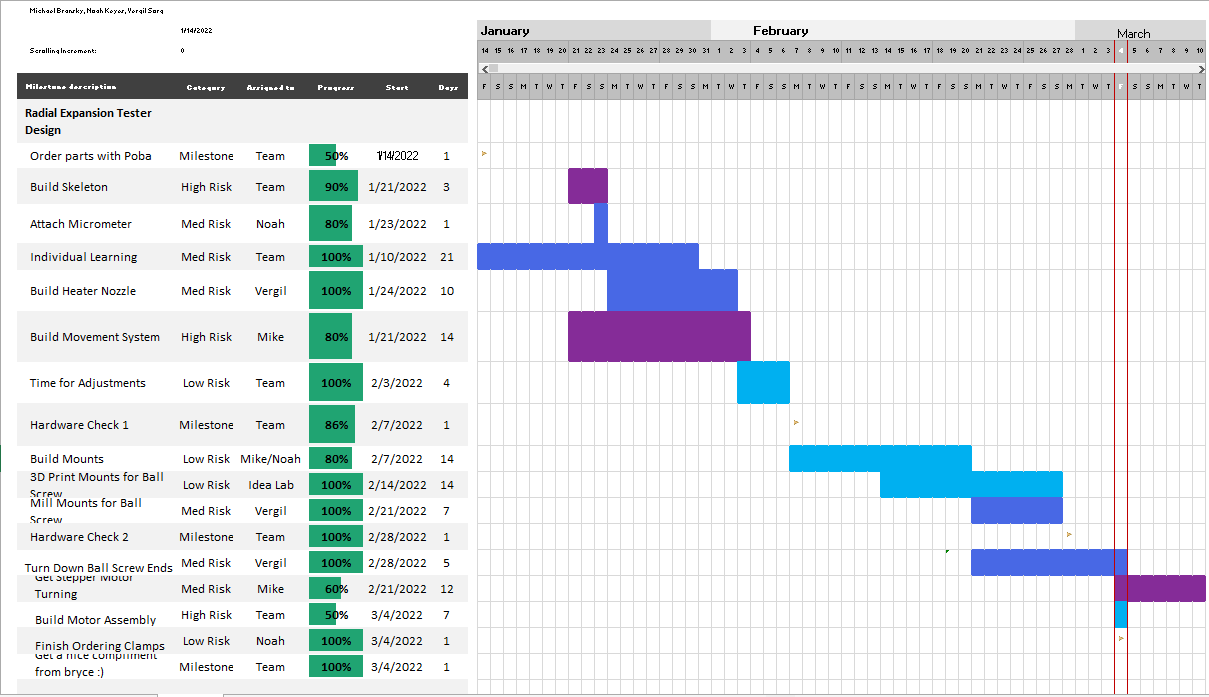 Michael Bransky, Noah Keyes, Vergil Sorg
1/14/2022
Scrolling Increment: 0
January February March
14 15 16 17 18 19 20 21 22 23 24 25 26 27 28 29 30 31 1 2 3 4 5 6 7 8 9 10 11 12 13 14 15 16 17 18 19 20 21 22 23 24 25 26 27 28 1 2 3 4 5 6 7 8 9 10
Milestone description Category Assigned to Progress Start Days F S S M T W T F S S M T W T F S S M T W T F S S M T W T F S S M T W T F S S M T W T F S S M T W T F S S M T W T
Radial Expansion Tester
Design
Order parts with Poba Milestone Team 50% 1/14/2022 1
Build Skeleton High Risk Team 90% 1/21/2022 3
Attach Micrometer Med Risk Noah 80% 1/23/2022 1
Individual Learning Med Risk Team 100% 1/10/2022 21
Build Heater Nozzle Med Risk Vergil 100% 1/24/2022 10
Build Movement System High Risk Mike 80% 1/21/2022 14
Time for Adjustments Low Risk Team 100% 2/3/2022 4
Hardware Check 1 Milestone Team 86% 2/7/2022 1
Build Mounts Low Risk Mike/Noah 80% 2/7/2022 14
3D Print Mounts for Ball
Screw Low Risk Idea Lab 100% 2/14/2022 14
Mill Mounts for Ball
Screw Med Risk Vergil 100% 2/21/2022 7
Hardware Check 2 Milestone Team 100% 2/28/2022 1
Turn Down Ball Screw Ends Med Risk Vergil 100% 2/28/2022 5
Get Stepper Motor
Turning Med Risk Mike 60% 2/21/2022 12
Build Motor Assembly High Risk Team 50% 3/4/2022 7
Finish Ordering Clamps Low Risk Noah 100% 3/4/2022 1
Get a nice compliment
from bryce :) Milestone Team 100% 3/4/2022 1